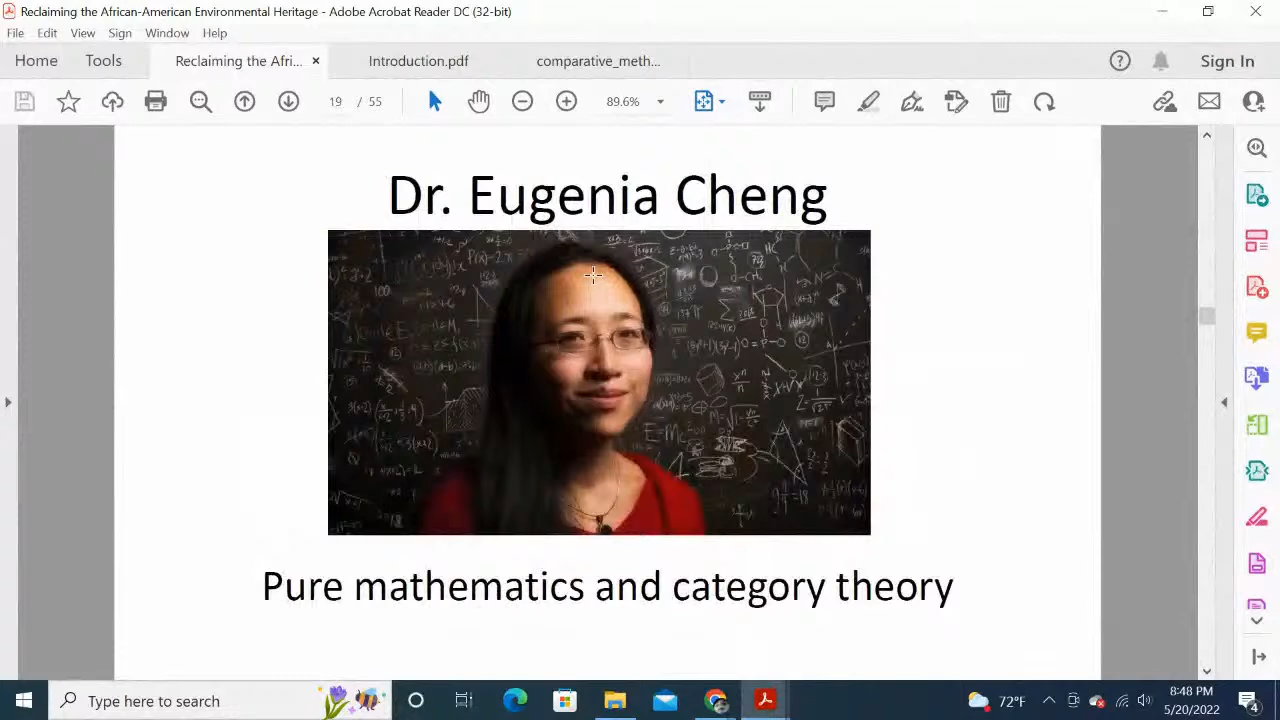 Reclaiming the African-American Environmental Heritage - Adobe Acrobat Reader DC (32-bit)
File Edit View Sign Window Help
Home Tools Reclaiming the Afri... × Introduction.pdf comparative_meth... Sign In
19 / 55 89.6%
Dr. Eugenia Cheng
Pure mathematics and category theory
Type here to search
72°F
8:48 PM
5/20/2022
4